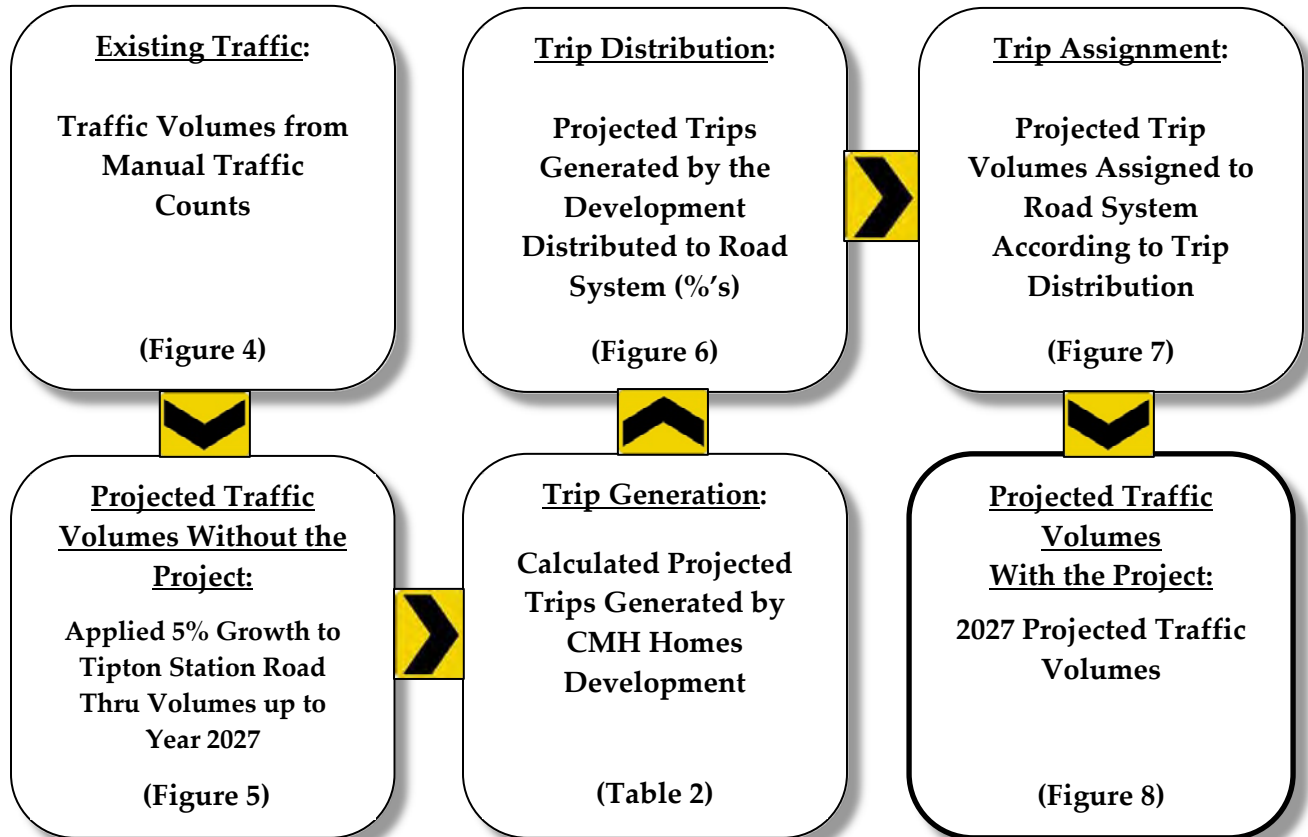 Existing Traffic:
Traffic Volumes from
Manual Traffic
Counts
(Figure 4)
Projected Traffic
Volumes Without the
Project:
Applied 5% Growth to
Tipton Station Road
Thru Volumes up to
Year 2027
(Figure 5)
Trip Generation:
Calculated Projected
Trips Generated by
CMH Homes
Development
(Table 2)
Trip Distribution:
Projected Trips
Generated by the
Development
Distributed to Road
System (%’s)
(Figure 6)
Trip Assignment:
Projected Trip
Volumes Assigned to
Road System
According to Trip
Distribution
(Figure 7)
Projected Traffic
Volumes
With the Project:
2027 Projected Traffic
Volumes
(Figure 8)